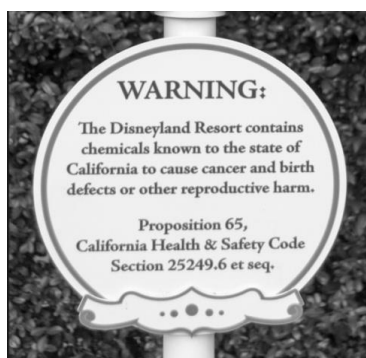 WARNING:
The Disneyland Resort contains
chemicals known to the state of
California to cause cancer and birth
defects or other reproductive harm.
Proposition 65,
California Health & Safety Code
Section 25249.6 et seq.